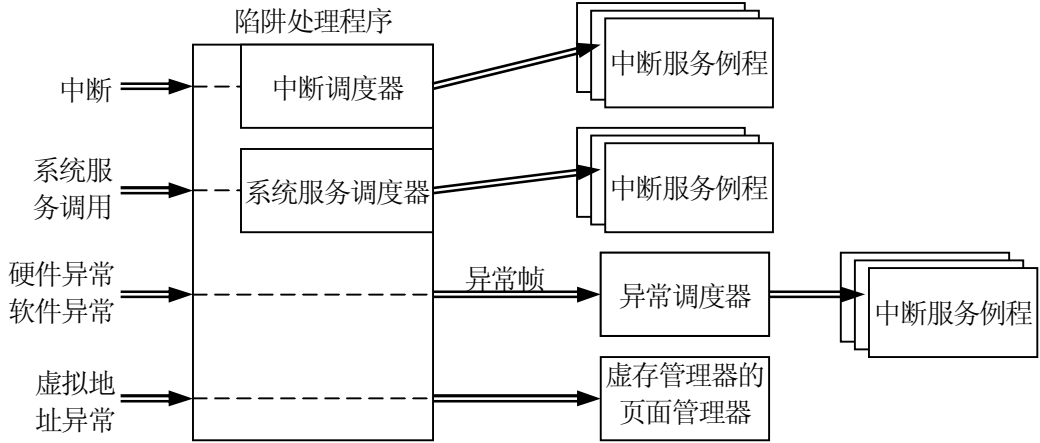 陷阱处理程序
中断
中断调度器
中断服务例程
系统服
务调用
系统服务调度器
中断服务例程
硬件异常
软件异常
异常帧
异常调度器
中断服务例程
虚拟地
址异常
虚存管理器的
页面管理器